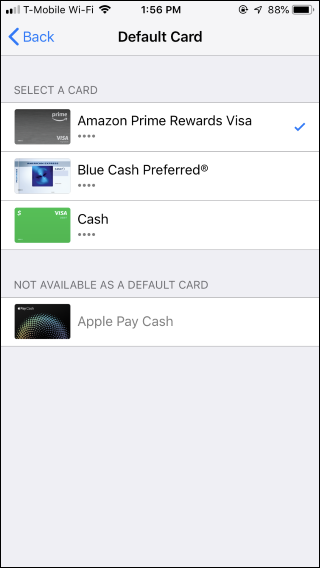 T-Mobile Wi-Fi 1:56 PM 88%
Back Default Card
SELECT A CARD
prime
VISA
Amazon Prime Rewards Visa
••••
Blue Cash Preferred®
••••
$ VISA
Cash
••••
NOT AVAILABLE AS A DEFAULT CARD
Pay Cash
Apple Pay Cash